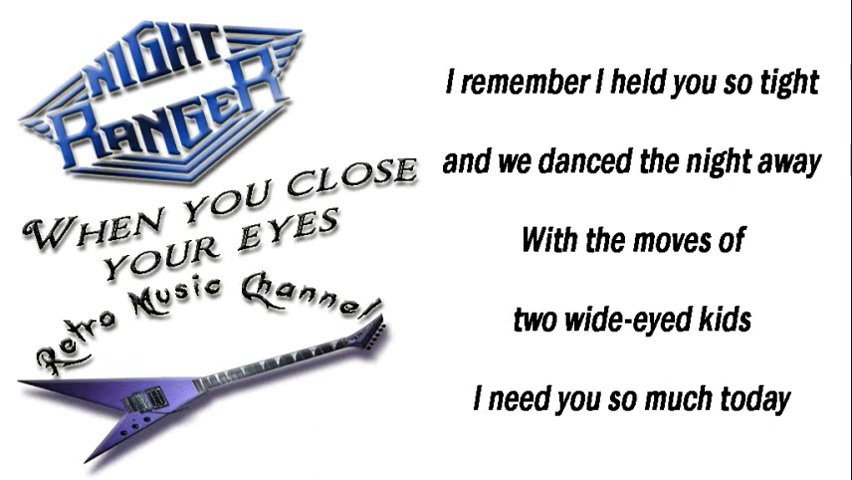 NIGHT
RANGER
WHEN YOU CLOSE
YOUR EYES
Retro Music Channel
I remember I held you so tight
and we danced the night away
With the moves of
two wide-eyed kids
I need you so much today